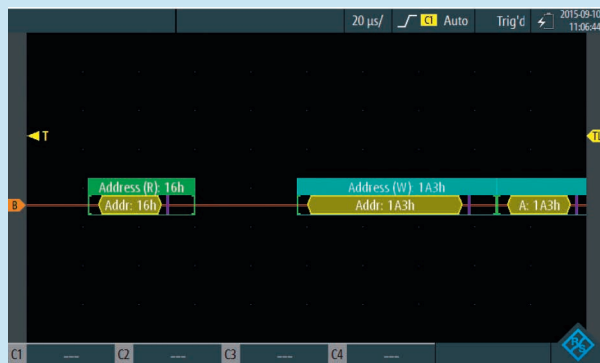 20 µs/ C1 Auto Trig'd 2015-09-10
11:06:44
T
TL
Address (R): 16h Address (W): 1A3h
B Addr: 16h Addr: 1A3h A: 1A3h
C1 --- C2 --- C3 --- C4 ---
R&S